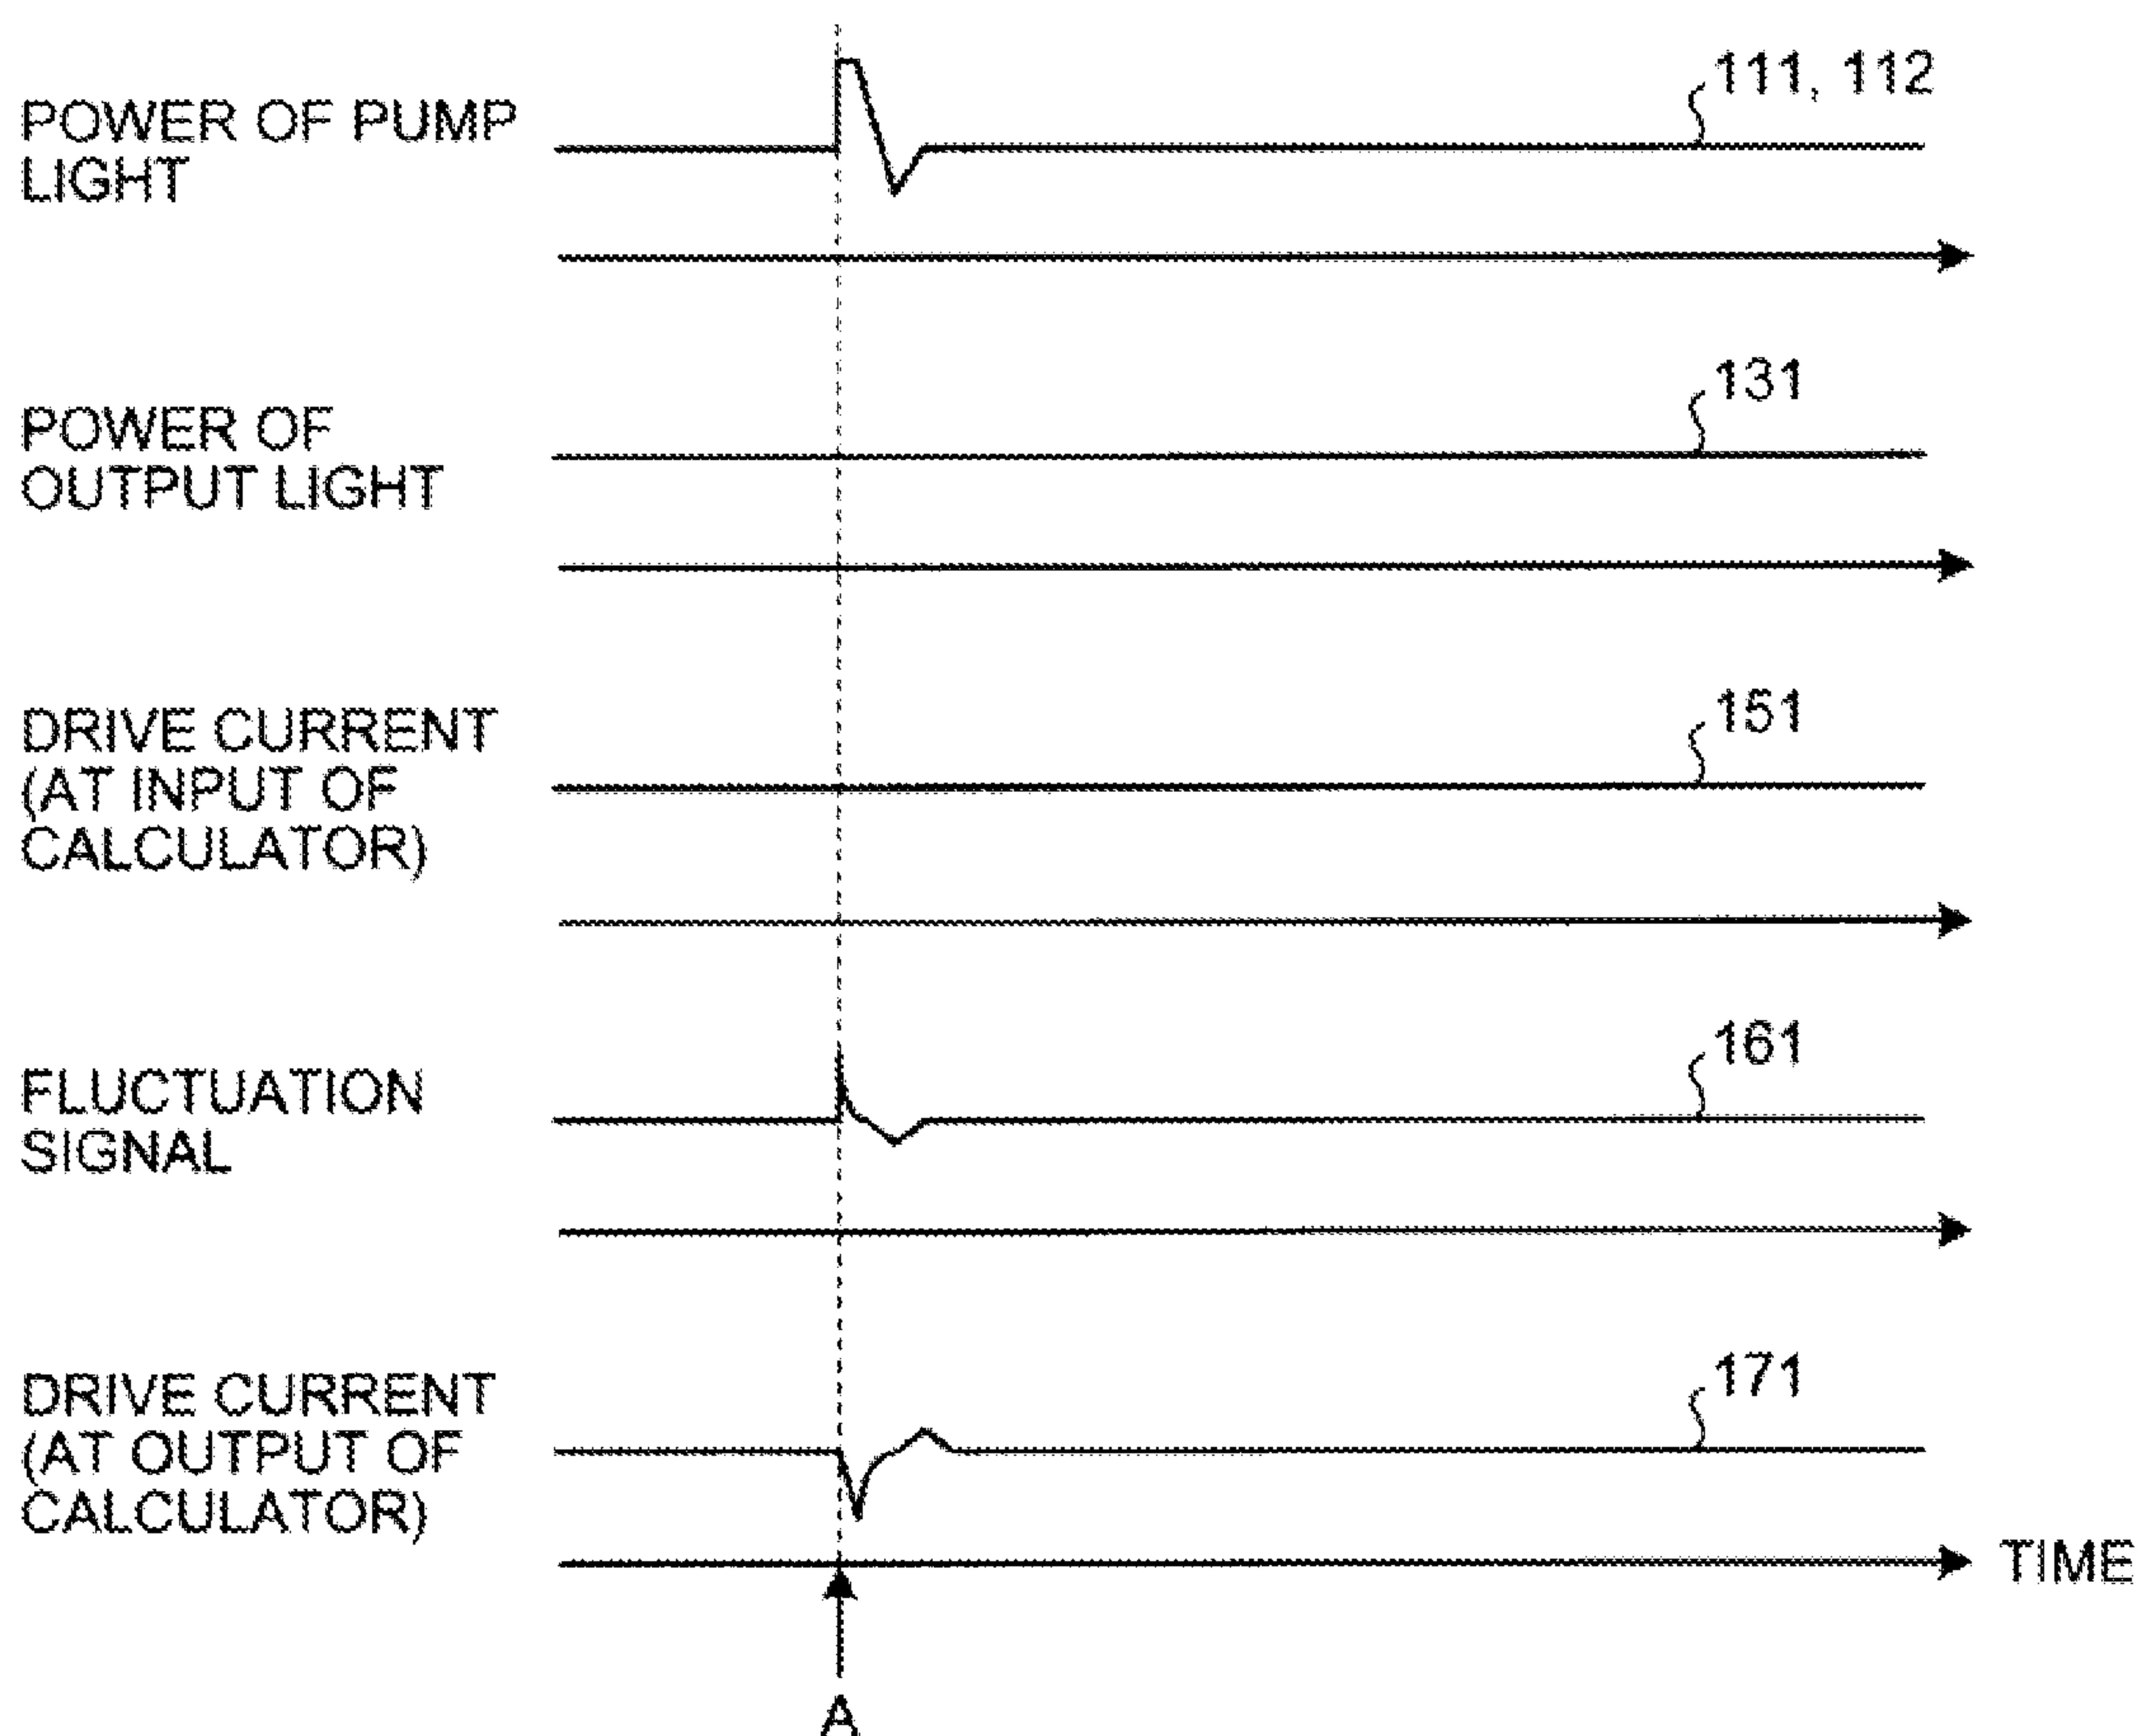 POWER OF PUMP
LIGHT
111, 112
POWER OF
OUTPUT LIGHT
131
DRIVE CURRENT
(AT INPUT OF
CALCULATOR)
151
FLUCTUATION
SIGNAL
161
DRIVE CURRENT
(AT OUTPUT OF
CALCULATOR)
171
TIME
A